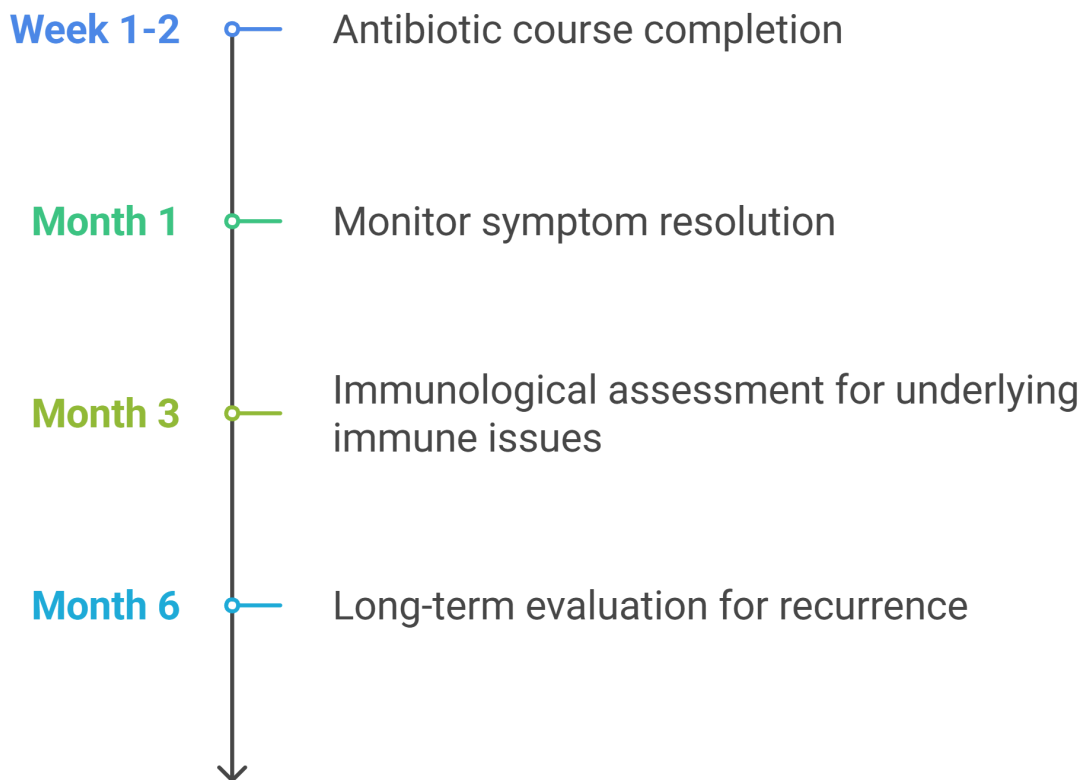 Week 1-2
Antibiotic course completion
Month 1
Monitor symptom resolution
Month 3
Immunological assessment for underlying
immune issues
Month 6
Long-term evaluation for recurrence